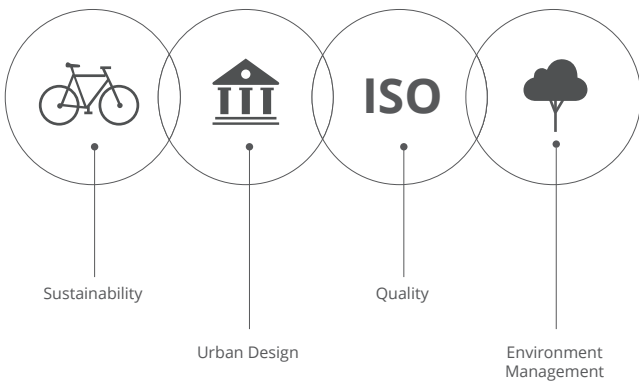 ISO
Sustainability
Quality
Urban Design
Environment
Management